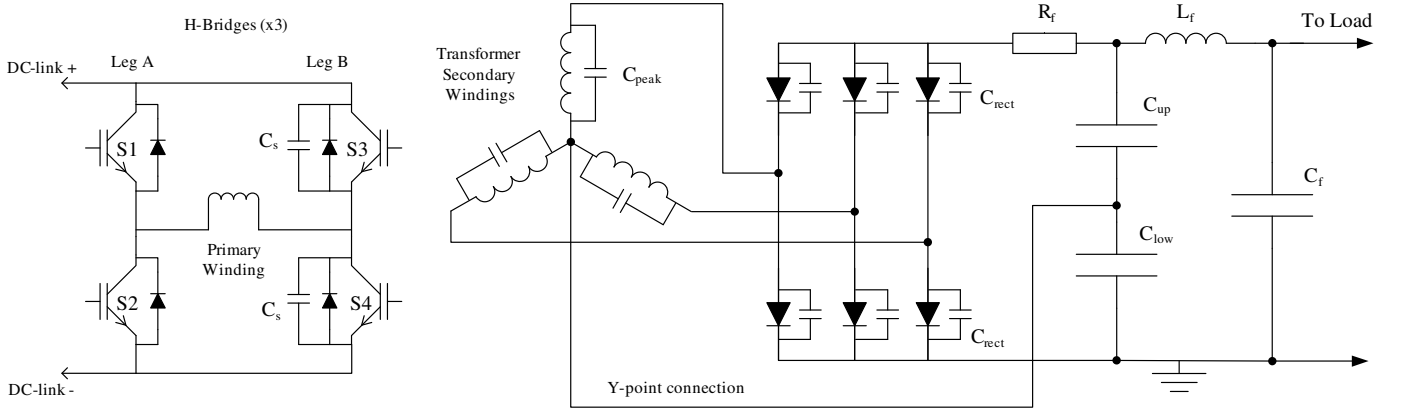 H-Bridges (x3)
DC-link +
Leg A
Leg B
S1
Cs
S3
Primary
Winding
S2
Cs
S4
DC-link -
Transformer
Secondary
Windings
Cpeak
Crect
Crect
Rf
Lf
To Load
Cup
Cf
Clow
Y-point connection